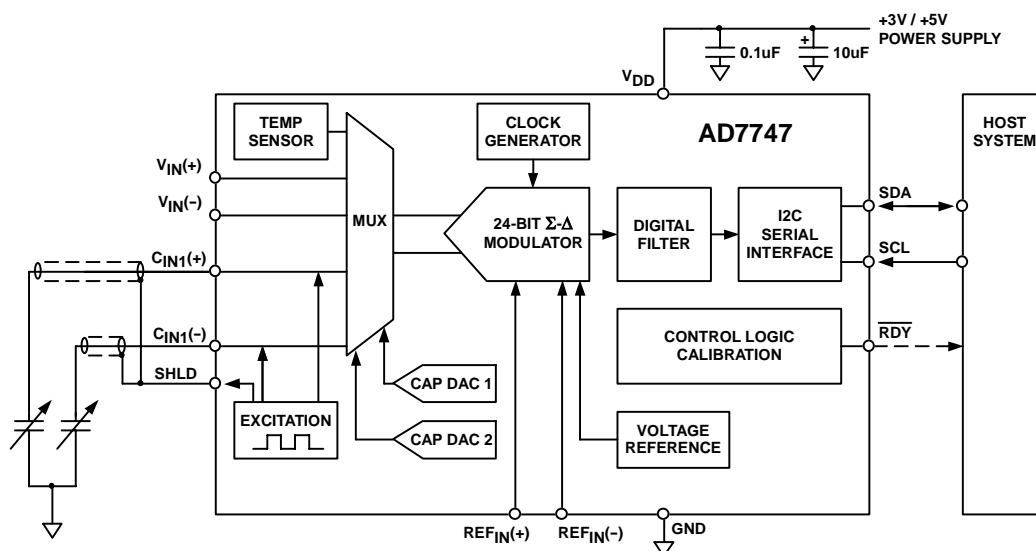 +3V / +5V
POWER SUPPLY
0.1uF
+
10uF
VDD
TEMP
SENSOR
CLOCK
GENERATOR
AD7747
HOST
SYSTEM
VIN(+)
VIN(–)
MUX
24-BIT Σ-Δ
MODULATOR
DIGITAL
FILTER
I2C
SERIAL
INTERFACE
SDA
SCL
CIN1(+)
CIN1(–)
SHLD
EXCITATION
CAP DAC 1
CAP DAC 2
CONTROL LOGIC
CALIBRATION
RDY
VOLTAGE
REFERENCE
REFIN(+)
REFIN(–)
GND